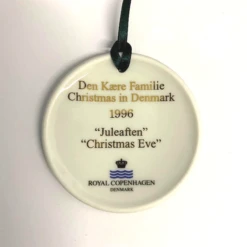 Den Kære Familie
Christmas in Denmark
1996
“Juleaften”
“Christmas Eve”
ROYAL COPENHAGEN
DENMARK